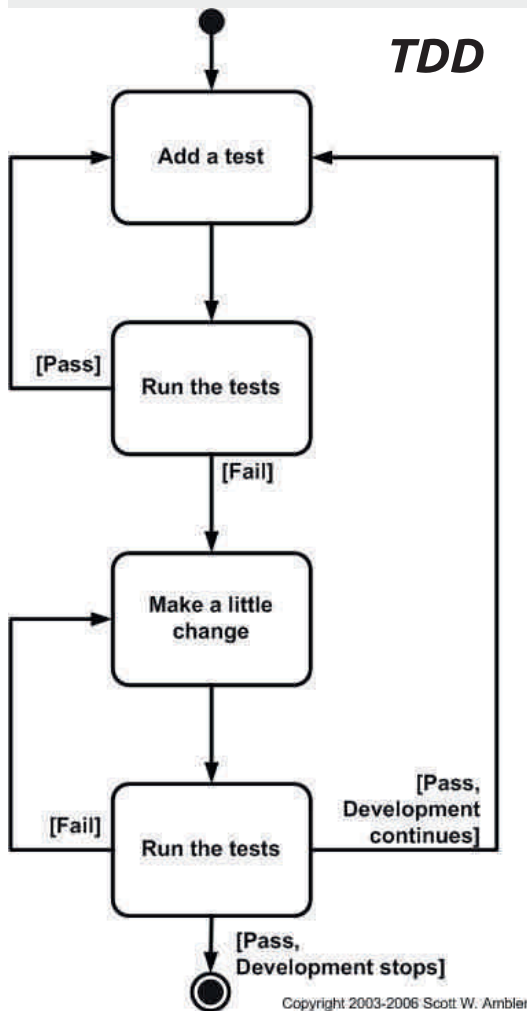 TDD
Add a test
[Pass]
Run the tests
[Fail]
Make a little
change
[Fail]
Run the tests
[Pass,
Development
continues]
[Pass,
Development stops]
Copyright 2003-2006 Scott W. Ambler